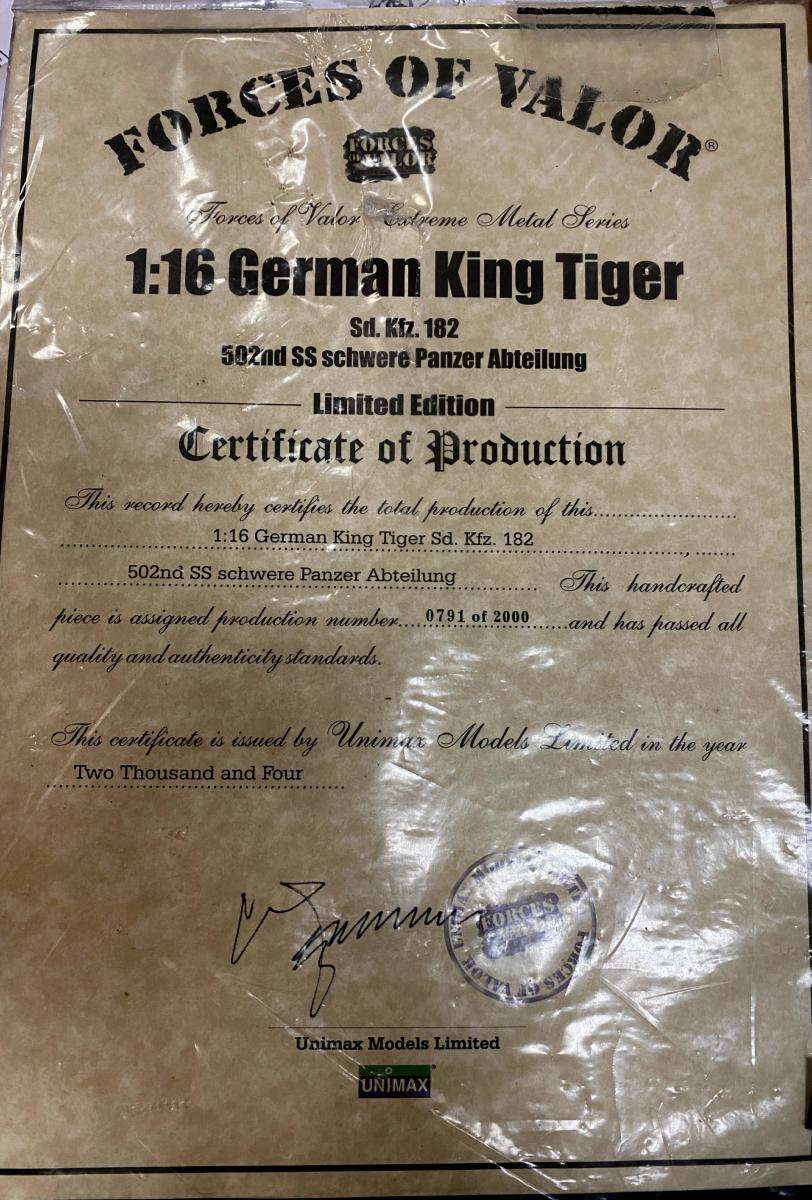 FORCES OF VALOR®
FORCES
OF VALOR
Forces of Valor Extreme Metal Series
1:16 German King Tiger
Sd. Kfz. 182
502nd SS schwere Panzer Abteilung
Limited Edition
Certificate of Production
This record hereby certifies the total production of this....................
1:16 German King Tiger Sd. Kfz. 182
502nd SS schwere Panzer Abteilung This handcrafted
piece is assigned production number....0791 of 2000.......and has passed all
quality and authenticity standards.
This certificate is issued by Unimax Models Limited in the year
Two Thousand and Four
FORCES
FORCES OF VALOR
Unimax Models Limited
UNIMAX